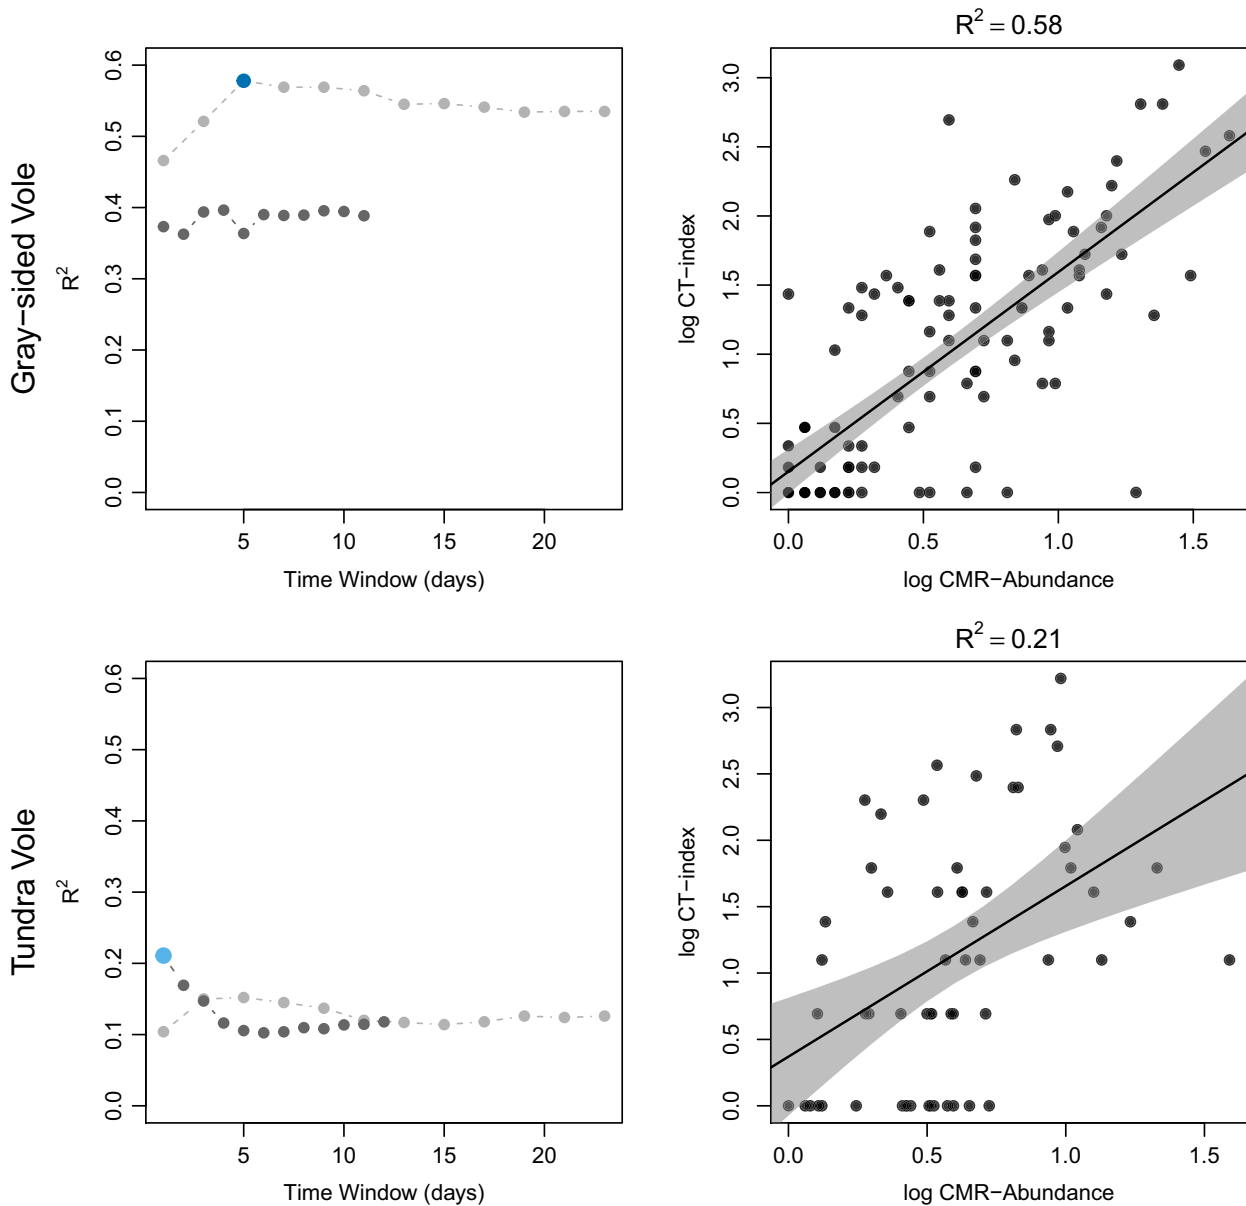 Gray−sided Vole
R²
0.0 0.1 0.2 0.3 0.4 0.5 0.6
5 10 15 20
Time Window (days)
R² = 0.58
log CT−index
0.0 0.5 1.0 1.5 2.0 2.5 3.0
0.0 0.5 1.0 1.5
log CMR−Abundance
Tundra Vole
R²
0.0 0.1 0.2 0.3 0.4 0.5 0.6
5 10 15 20
Time Window (days)
R² = 0.21
log CT−index
0.0 0.5 1.0 1.5 2.0 2.5 3.0
0.0 0.5 1.0 1.5
log CMR−Abundance